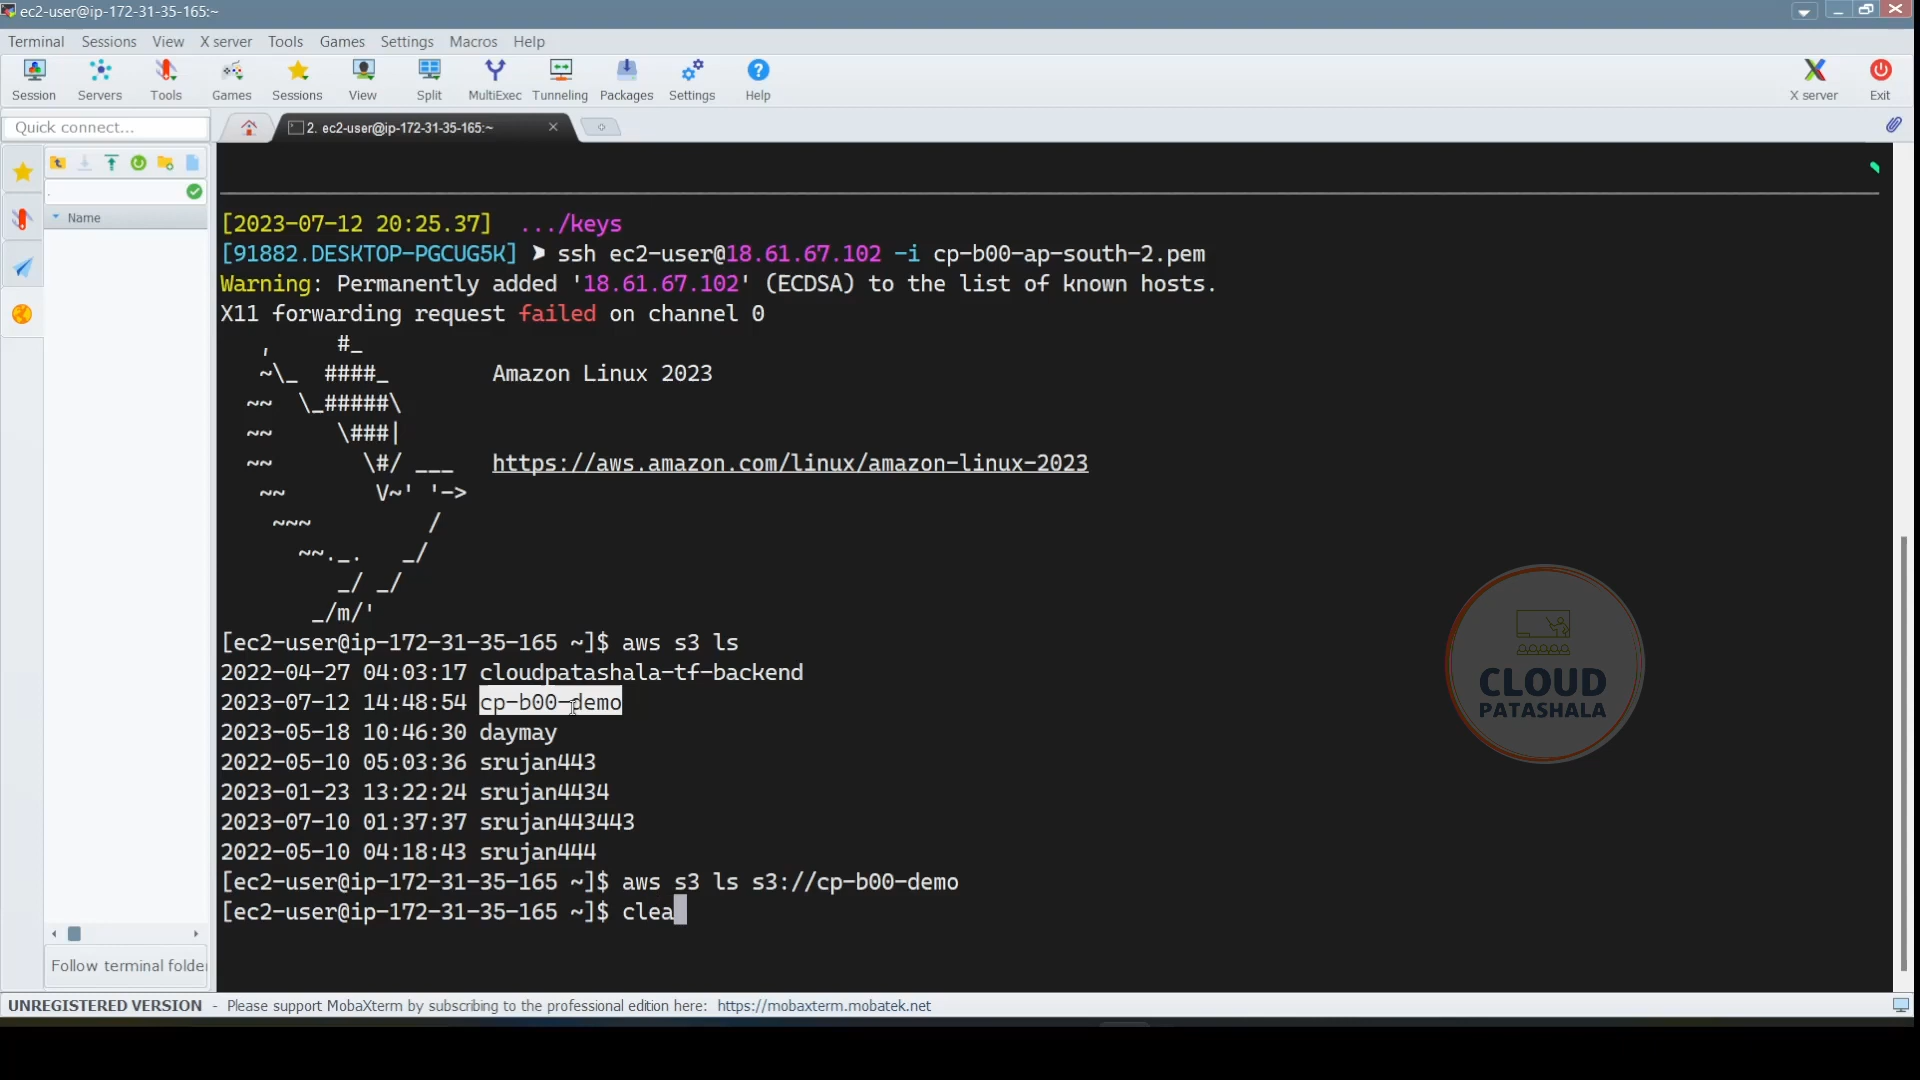 ec2-user@ip-172-31-35-165:~
Terminal Sessions View X server Tools Games Settings Macros Help
Session Servers Tools Games Sessions View Split MultiExec Tunneling Packages Settings Help X server Exit
Quick connect...
2. ec2-user@ip-172-31-35-165:~
.
Name
[2023-07-12 20:25.37] .../keys
[91882.DESKTOP-PGCUG5K] ➤ ssh ec2-user@18.61.67.102 -i cp-b00-ap-south-2.pem
Warning: Permanently added '18.61.67.102' (ECDSA) to the list of known hosts.
X11 forwarding request failed on channel 0
   ,     #_
   ~\_  ####_        Amazon Linux 2023
  ~~  \_#####\
  ~~     \###|
  ~~       \#/ ___   https://aws.amazon.com/linux/amazon-linux-2023
   ~~       V~' '->
    ~~~         /
      ~~._.   _/
         _/ _/
       _/m/'
[ec2-user@ip-172-31-35-165 ~]$ aws s3 ls
2022-04-27 04:03:17 cloudpatashala-tf-backend
2023-07-12 14:48:54 cp-b00-demo
2023-05-18 10:46:30 daymay
2022-05-10 05:03:36 srujan443
2023-01-23 13:22:24 srujan4434
2023-07-10 01:37:37 srujan443443
2022-05-10 04:18:43 srujan444
[ec2-user@ip-172-31-35-165 ~]$ aws s3 ls s3://cp-b00-demo
[ec2-user@ip-172-31-35-165 ~]$ clea
CLOUD
PATASHALA
Follow terminal folde
UNREGISTERED VERSION - Please support MobaXterm by subscribing to the professional edition here: https://mobaxterm.mobatek.net